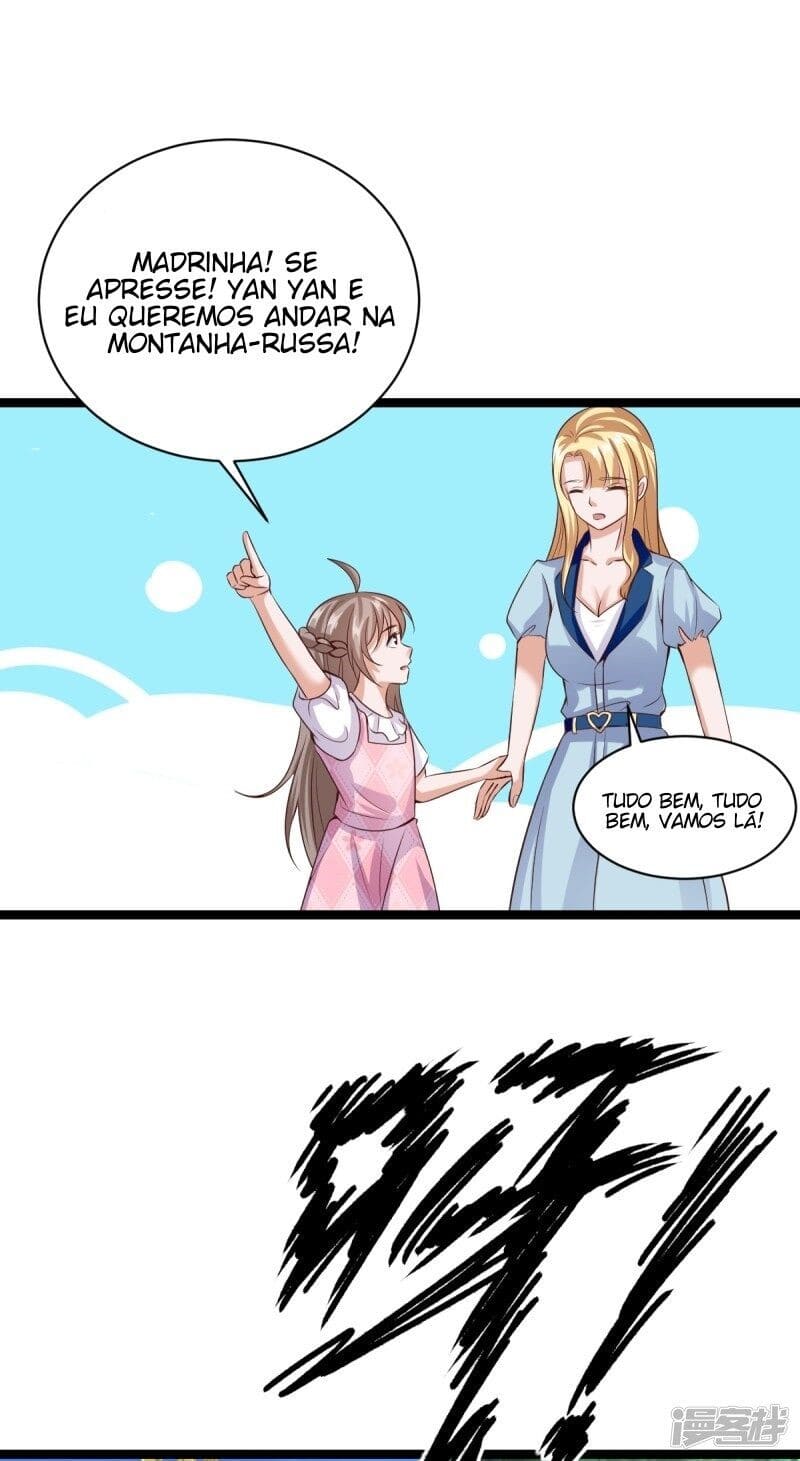 MADRINHA! SE
APRESSE! YAN YAN E
EU QUEREMOS ANDAR NA
MONTANHA-RUSSA!
TUDO BEM, TUDO
BEM, VAMOS LÁ!
呀!
漫客栈